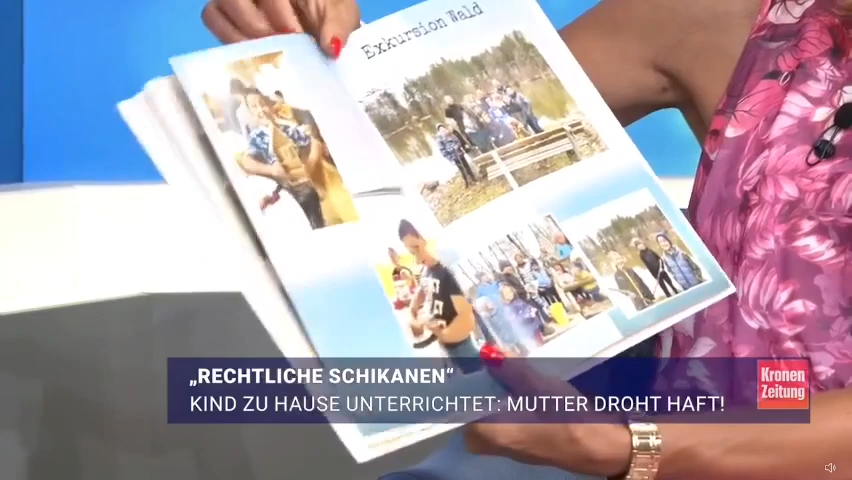 Exkursion Wald
„RECHTLICHE SCHIKANEN“
KIND ZU HAUSE UNTERRICHTET: MUTTER DROHT HAFT!
Kronen
Zeitung